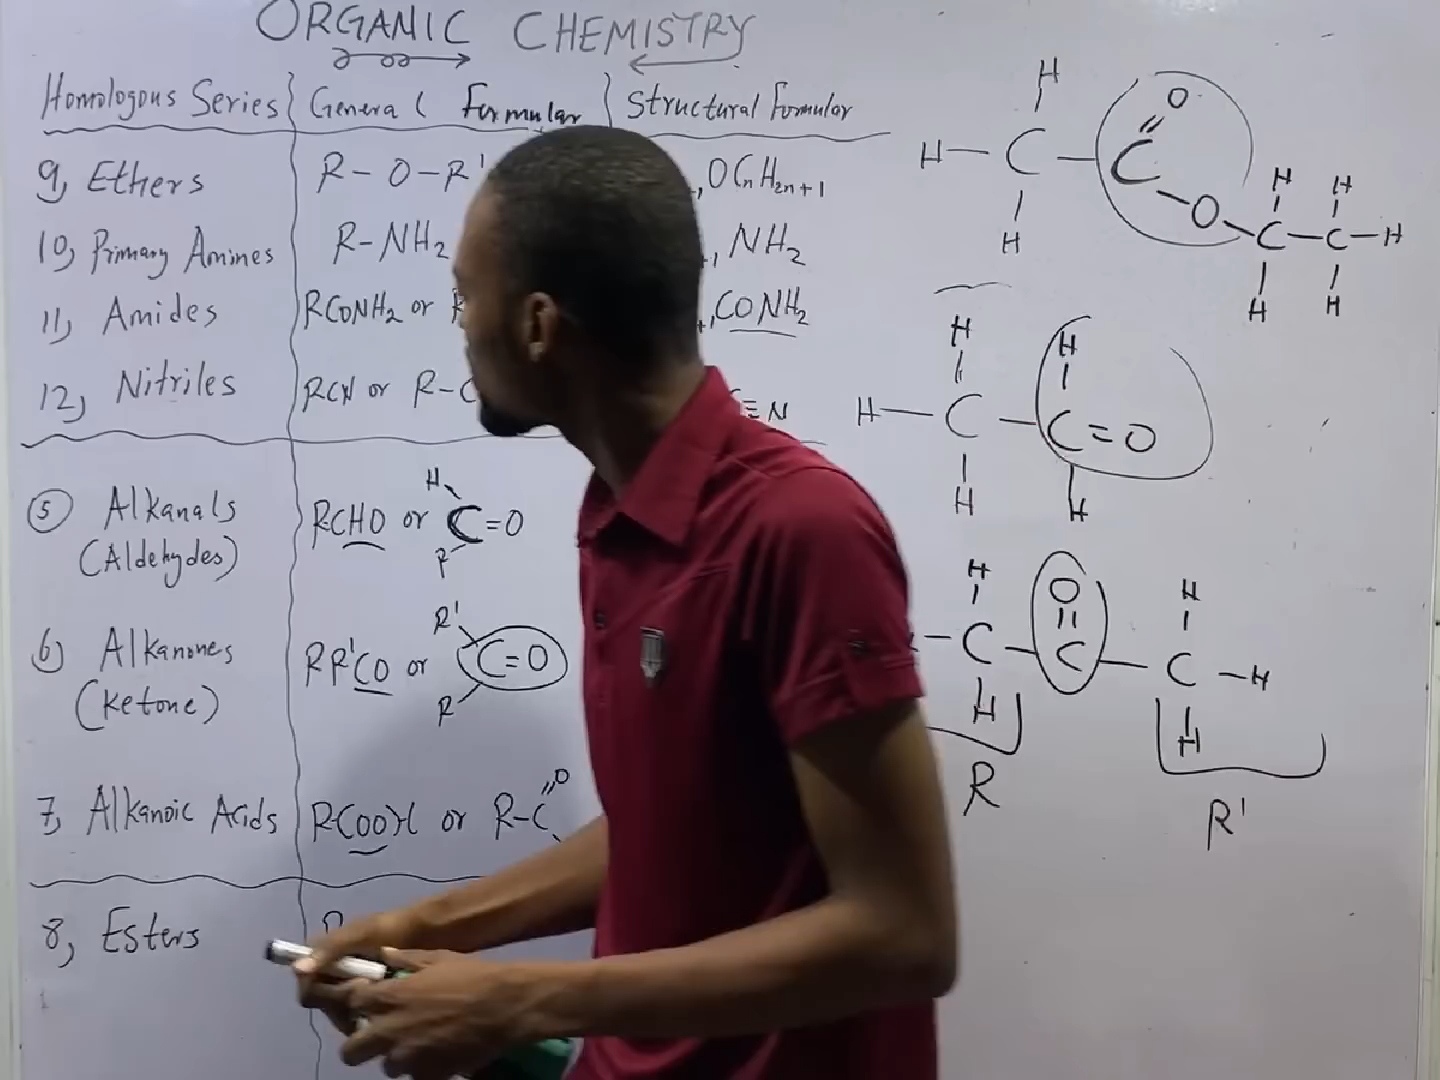 ORGANIC CHEMISTRY
Homologous Series General Formular Structural Formular
9, Ethers R-O-R' ,OCnH2n+1
10, Primary Amines R-NH2 NH2
11, Amides RCONH2 or CONH2
12, Nitriles RCN or R-C ≡N
5 Alkanals RCHO or H C=O R
(Aldehydes)
6) Alkanones RR'CO or R' C=O R
(Ketone)
7, Alkanoic Acids RCOOH or R-C O
8, Esters
H
O
H-C-C
H
O
H H
C-C-H
H H
H H
H-C-C=O
H H
H O H
-C-C-C-H
H H
R R'